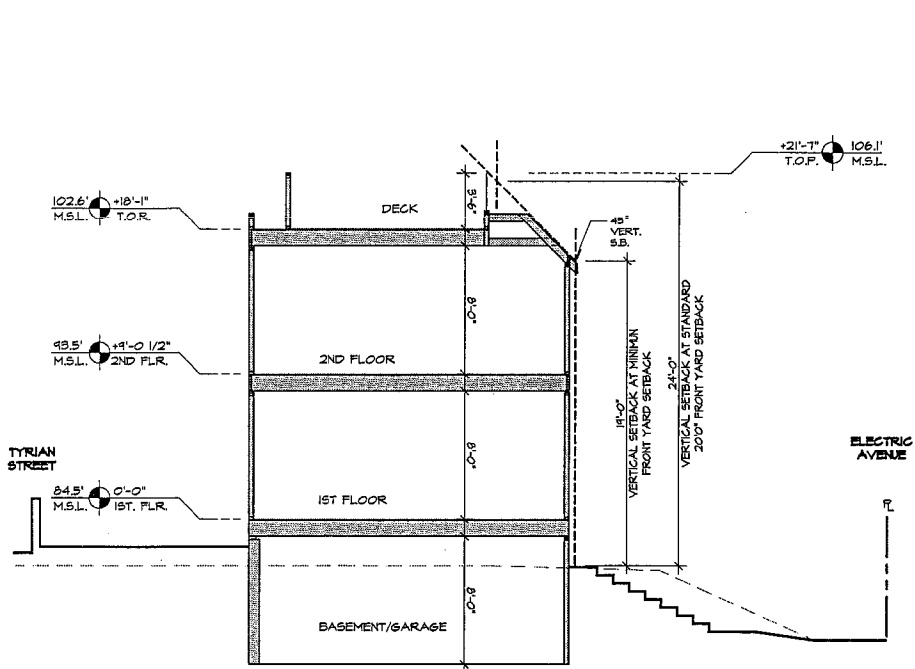 +21'-7" 106.1'
T.O.P. M.S.L.
102.6' +18'-1"
M.S.L. T.O.R.
DECK
3'-6"
45°
VERT.
S.B.
8'-0"
93.5' +9'-0 1/2"
M.S.L. 2ND FLR.
2ND FLOOR
19'-0"
VERTICAL SETBACK AT MINIMUN
FRONT YARD SETBACK
24'-0"
VERTICAL SETBACK AT STANDARD
20'0" FRONT YARD SETBACK
TYRIAN
STREET
ELECTRIC
AVENUE
8'-0"
84.5' 0'-0"
M.S.L. 1ST. FLR.
1ST FLOOR
PL
8'-0"
BASEMENT/GARAGE